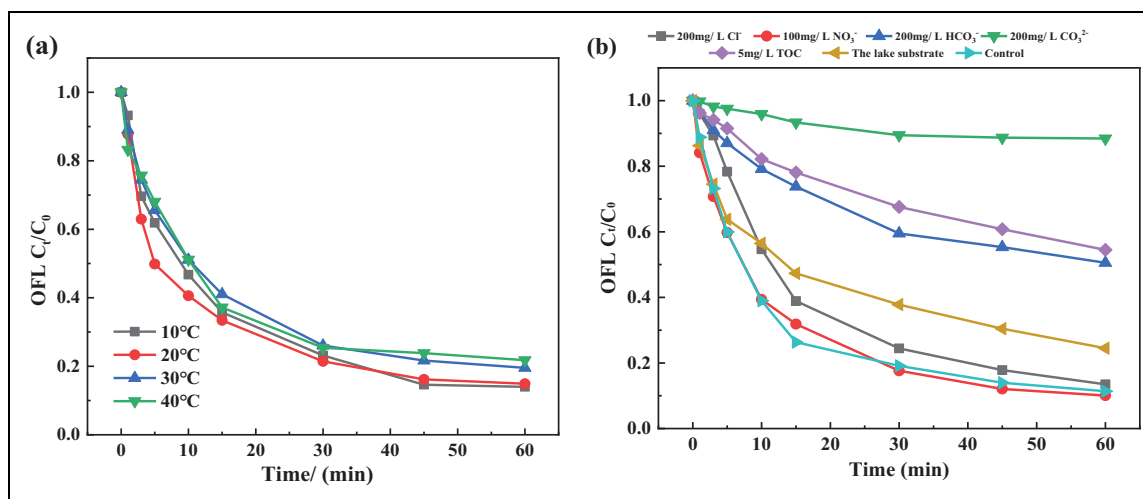 (a)
OFL Cₜ/C₀
1.0
0.8
0.6
0.4
0.2
0.0
10°C
20°C
30°C
40°C
0 10 20 30 40 50 60
Time/ (min)
(b)
200mg/ L Cl⁻ 100mg/ L NO₃⁻ 200mg/ L HCO₃⁻ 200mg/ L CO₃²⁻
5mg/ L TOC The lake substrate Control
OFL Cₜ/C₀
1.0
0.8
0.6
0.4
0.2
0.0
0 10 20 30 40 50 60
Time (min)